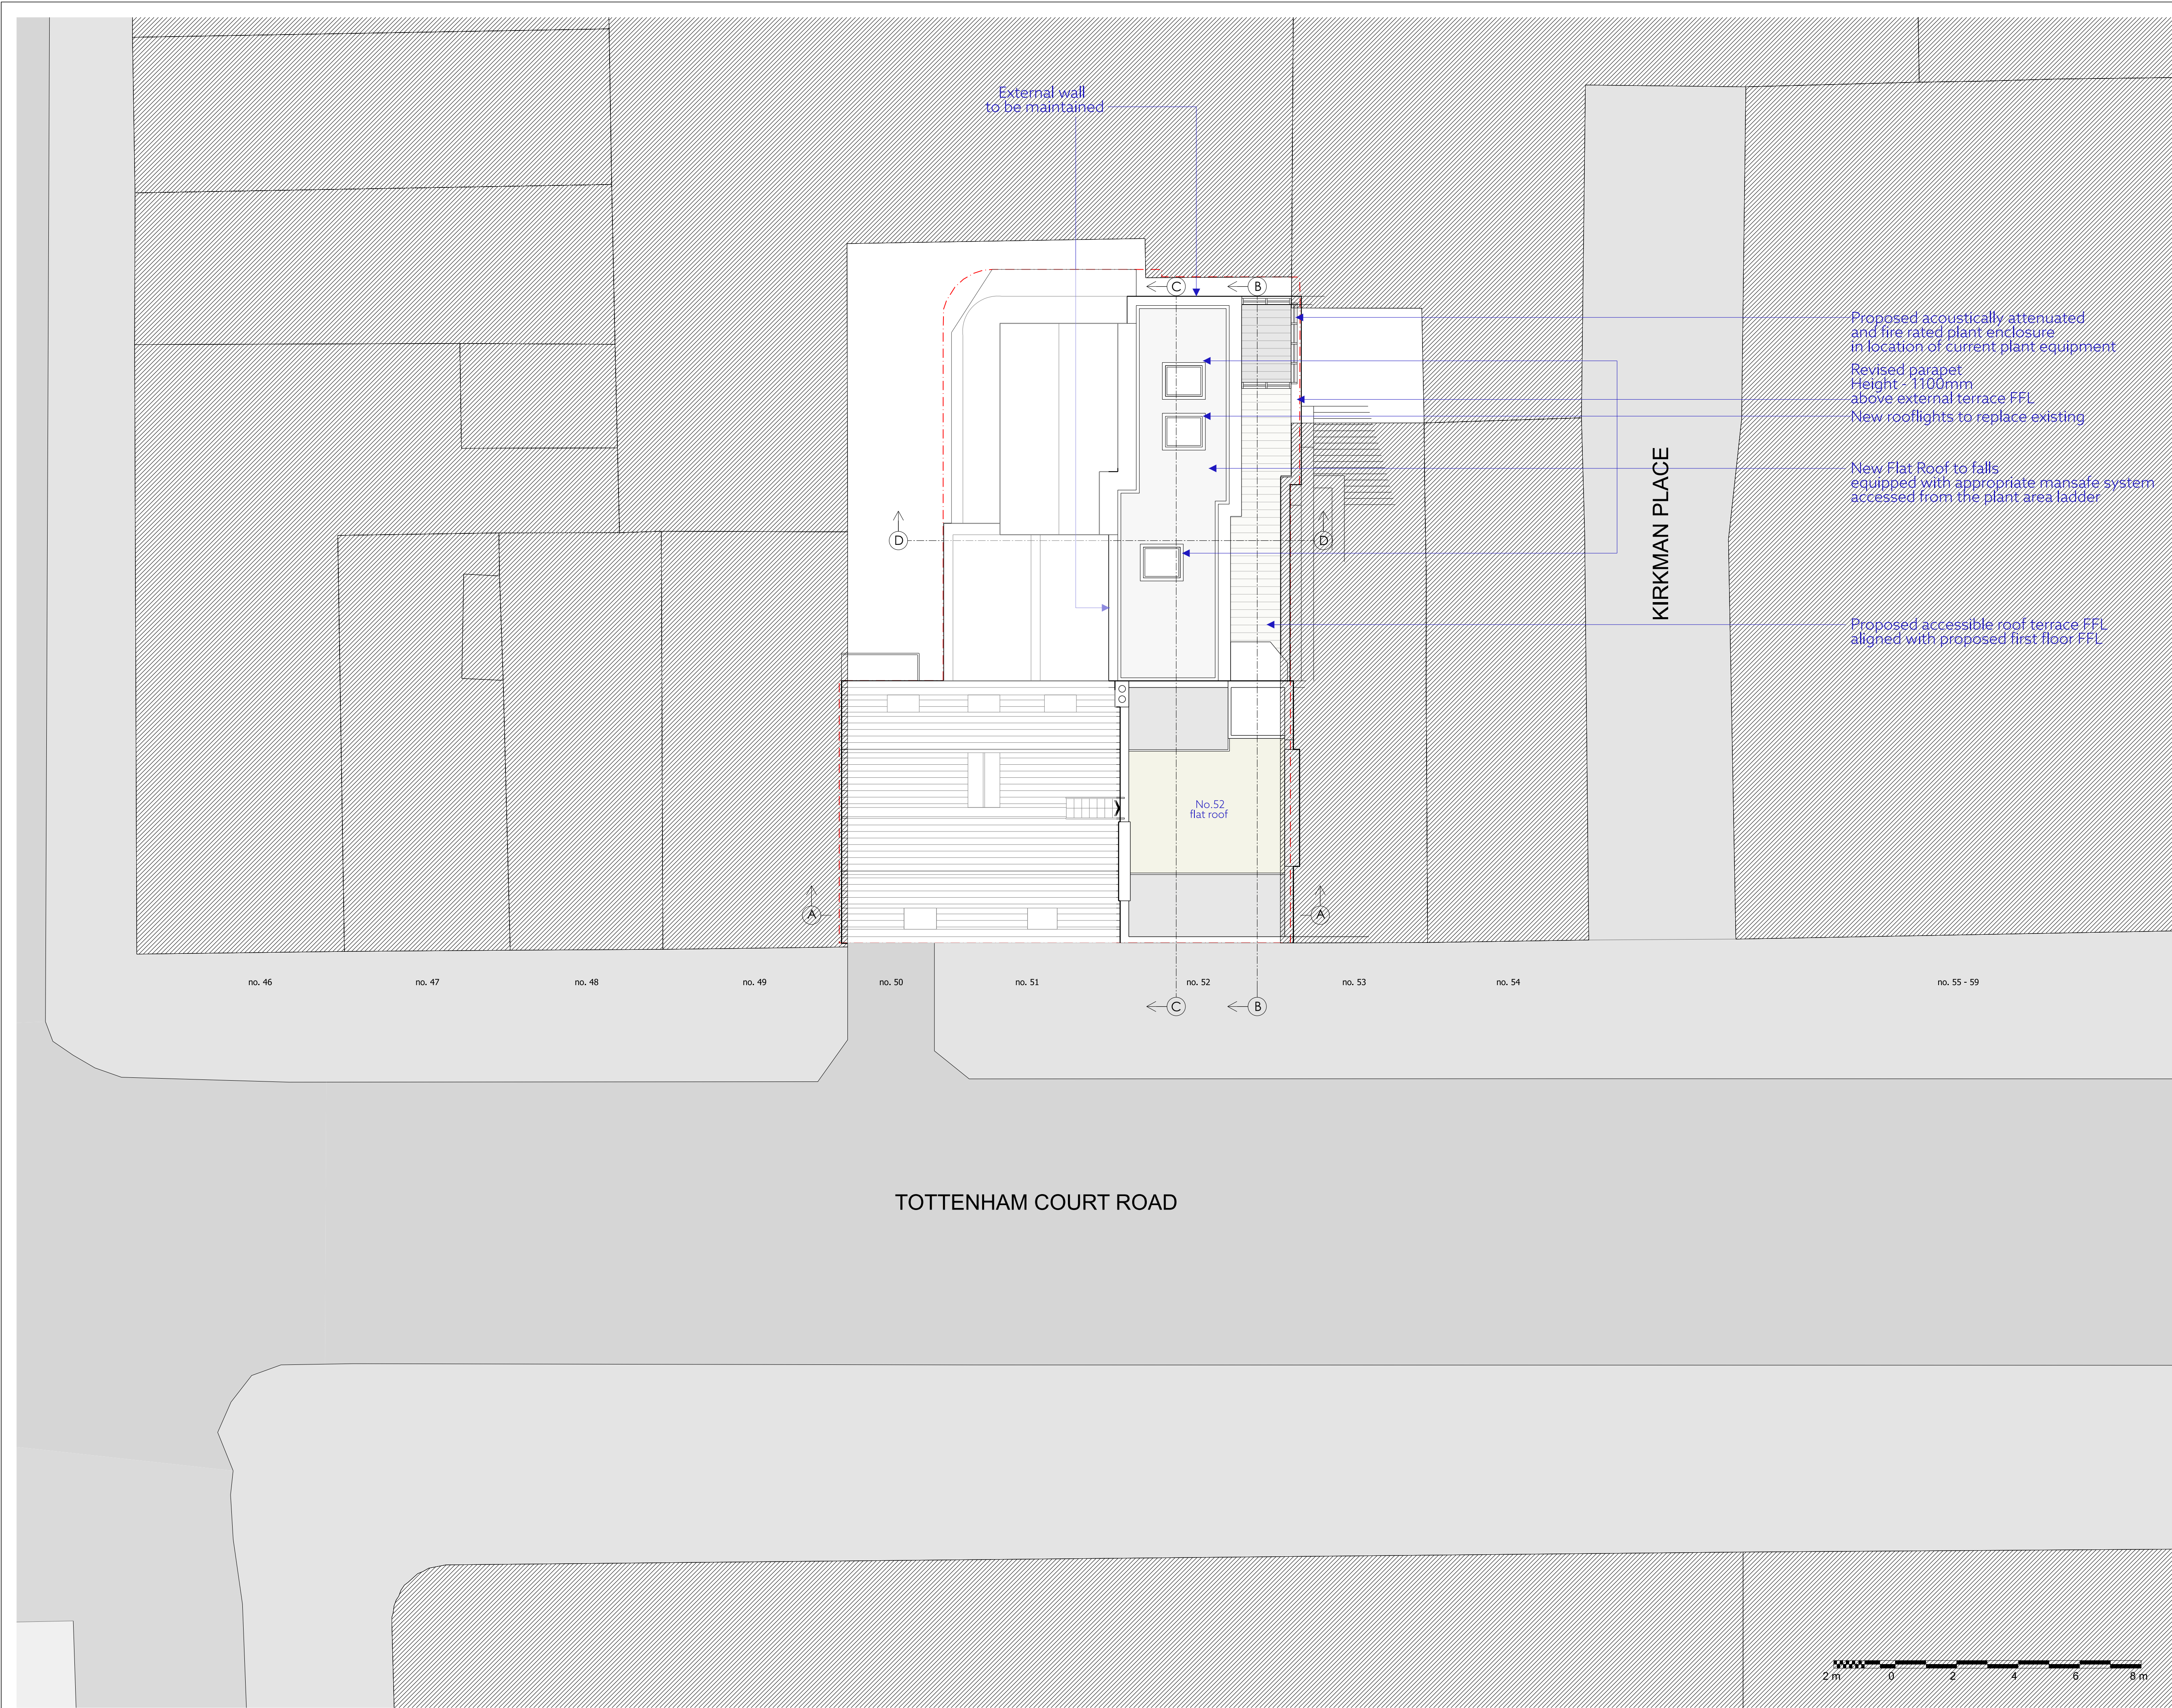 External wall
to be maintained
C
B
Proposed acoustically attenuated
and fire rated plant enclosure
in location of current plant equipment
Revised parapet
Height - 1100mm
above external terrace FFL
New rooflights to replace existing
New Flat Roof to falls
equipped with appropriate mansafe system
accessed from the plant area ladder
KIRKMAN PLACE
D
D
Proposed accessible roof terrace FFL
aligned with proposed first floor FFL
No.52
flat roof
A
A
no. 46
no. 47
no. 48
no. 49
no. 50
no. 51
no. 52
no. 53
no. 54
no. 55 - 59
C
B
TOTTENHAM COURT ROAD
2 m 0 2 4 6 8 m